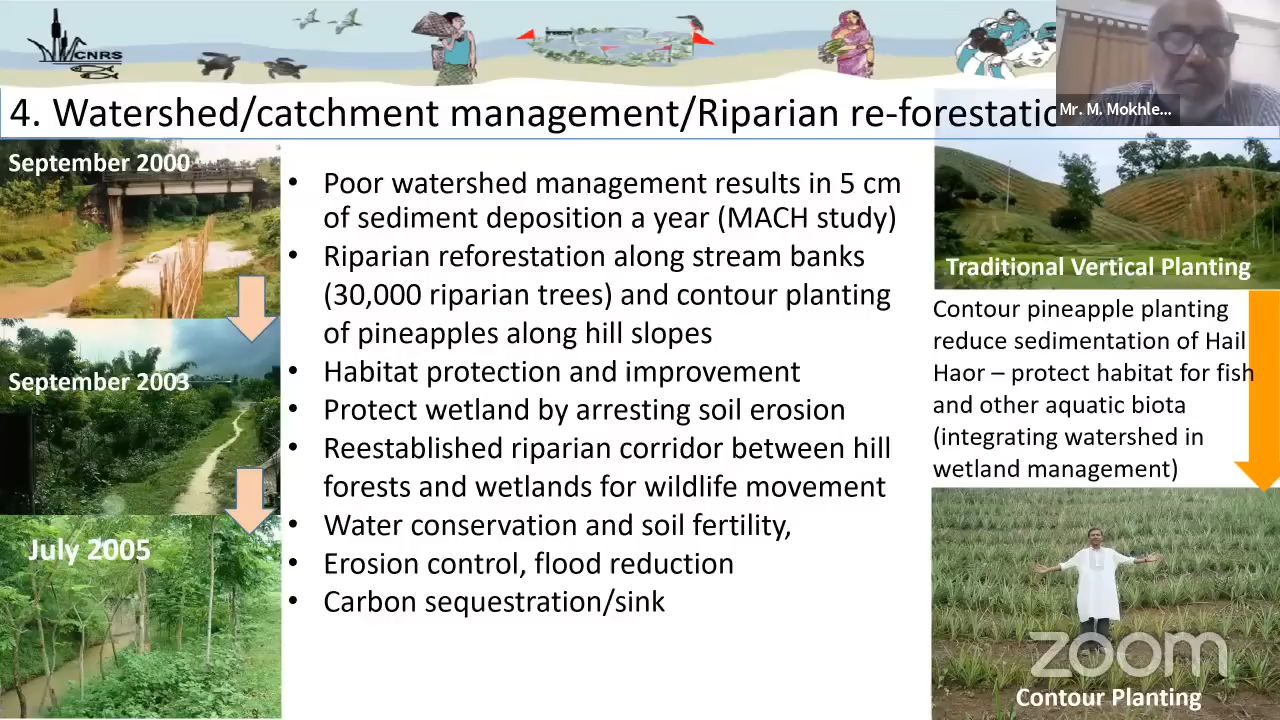 CNRS
Mr. M. Mokhle...
4. Watershed/catchment management/Riparian re-forestatio
September 2000
September 2003
July 2005
• Poor watershed management results in 5 cm
of sediment deposition a year (MACH study)
• Riparian reforestation along stream banks
(30,000 riparian trees) and contour planting
of pineapples along hill slopes
• Habitat protection and improvement
• Protect wetland by arresting soil erosion
• Reestablished riparian corridor between hill
forests and wetlands for wildlife movement
• Water conservation and soil fertility,
• Erosion control, flood reduction
• Carbon sequestration/sink
Traditional Vertical Planting
Contour pineapple planting
reduce sedimentation of Hail
Haor – protect habitat for fish
and other aquatic biota
(integrating watershed in
wetland management)
zoom
Contour Planting